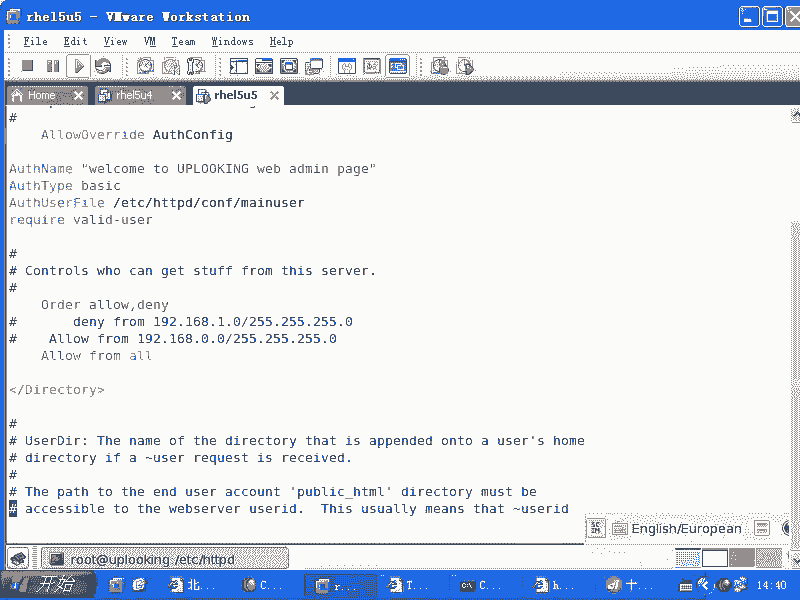 rhel5u5 - VMware Workstation
File Edit View VM Team Windows Help
Home rhel5u4 rhel5u5
#
AllowOverride AuthConfig
AuthName "welcome to UPLOOKING web admin page"
AuthType basic
AuthUserFile /etc/httpd/conf/mainuser
require valid-user
#
# Controls who can get stuff from this server.
#
Order allow,deny
# deny from 192.168.1.0/255.255.255.0
# Allow from 192.168.0.0/255.255.255.0
Allow from all
</Directory>
#
# UserDir: The name of the directory that is appended onto a user's home
# directory if a ~user request is received.
#
# The path to the end user account 'public_html' directory must be
# accessible to the webserver userid. This usually means that ~userid
English/European
root@uplooking:/etc/httpd
开始 北... C... r... T... C... h... 十... 14:40